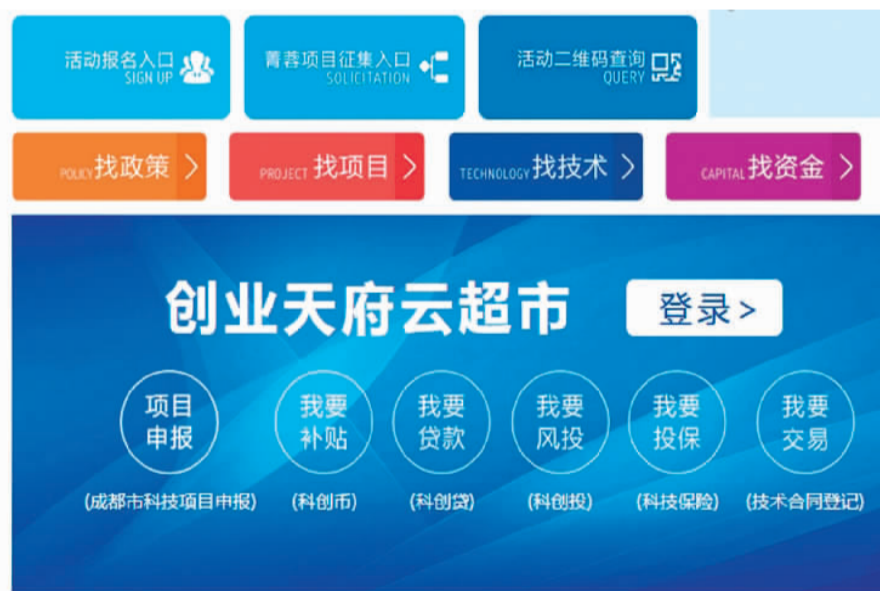 活动报名入口
SIGN UP
菁蓉项目征集入口
SOLICITATION
活动二维码查询
QUERY
POLICY 找政策 >
PROJECT 找项目 >
TECHNOLOGY 找技术 >
CAPITAL 找资金 >
创业天府云超市
登录 >
项目
申报
我要
补贴
我要
贷款
我要
风投
我要
投保
我要
交易
(成都市科技项目申报)
(科创币)
(科创贷)
(科创投)
(科技保险)
(技术合同登记)